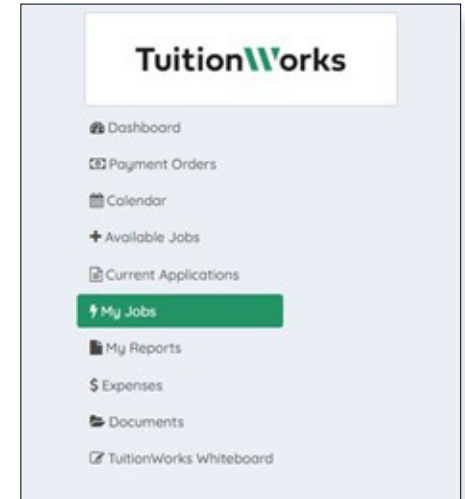 TuitionWorks
Dashboard
Payment Orders
Calendar
Available Jobs
Current Applications
My Jobs
My Reports
Expenses
Documents
TuitionWorks Whiteboard